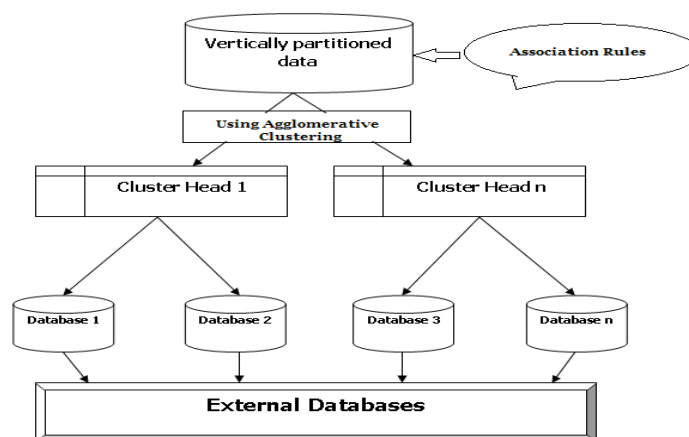 Vertically partitioned
data
Association Rules
Using Agglomerative
Clustering
Cluster Head 1
Cluster Head n
Database 1
Database 2
Database 3
Database n
External Databases